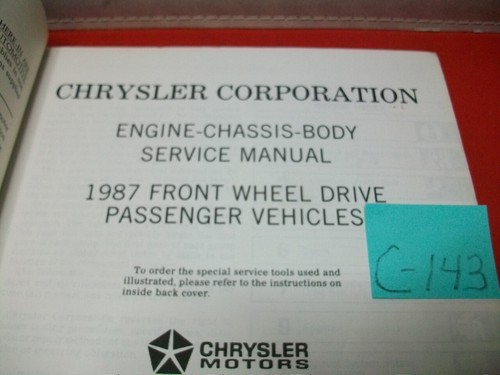 CHRYSLER CORPORATION
ENGINE-CHASSIS-BODY
SERVICE MANUAL
1987 FRONT WHEEL DRIVE
PASSENGER VEHICLES
C-143
To order the special service tools used and
illustrated, please refer to the instructions on
inside back cover.
CHRYSLER
MOTORS